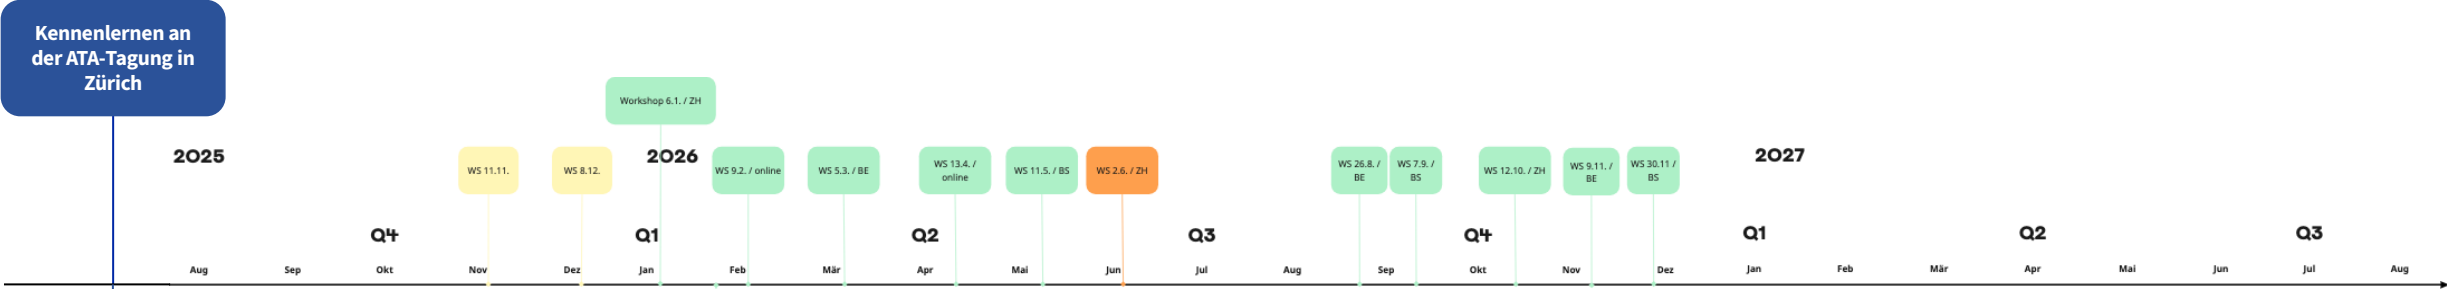 Kennenlernen an
der ATA-Tagung in
Zürich
Workshop 6.1. / ZH
2025
2026
2027
WS 11.11.
WS 8.12.
WS 9.2. / online
WS 5.3. / BE
WS 13.4. /
online
WS 11.5. / BS
WS 2.6. / ZH
WS 26.8. /
BE
WS 7.9. /
BS
WS 12.10. / ZH
WS 9.11. /
BE
WS 30.11 /
BS
Q4
Q1
Q2
Q3
Q4
Q1
Q2
Q3
Aug
Sep
Okt
Nov
Dez
Jan
Feb
Mär
Apr
Mai
Jun
Jul
Aug
Sep
Okt
Nov
Dez
Jan
Feb
Mär
Apr
Mai
Jun
Jul
Aug